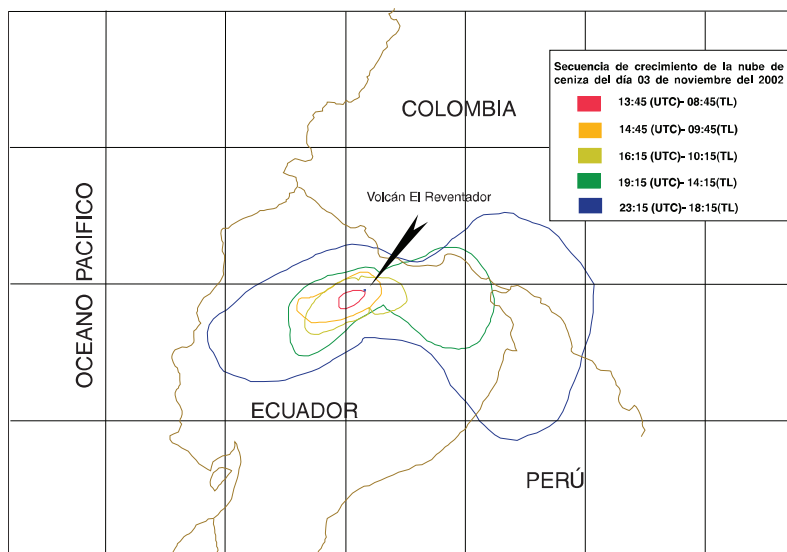 Secuencia de crecimiento de la nube de
ceniza del día 03 de noviembre del 2002
13:45 (UTC)- 08:45(TL)
14:45 (UTC)- 09:45(TL)
16:15 (UTC)- 10:15(TL)
19:15 (UTC)- 14:15(TL)
23:15 (UTC)- 18:15(TL)
COLOMBIA
Volcán El Reventador
OCEANO PACIFICO
ECUADOR
PERÚ